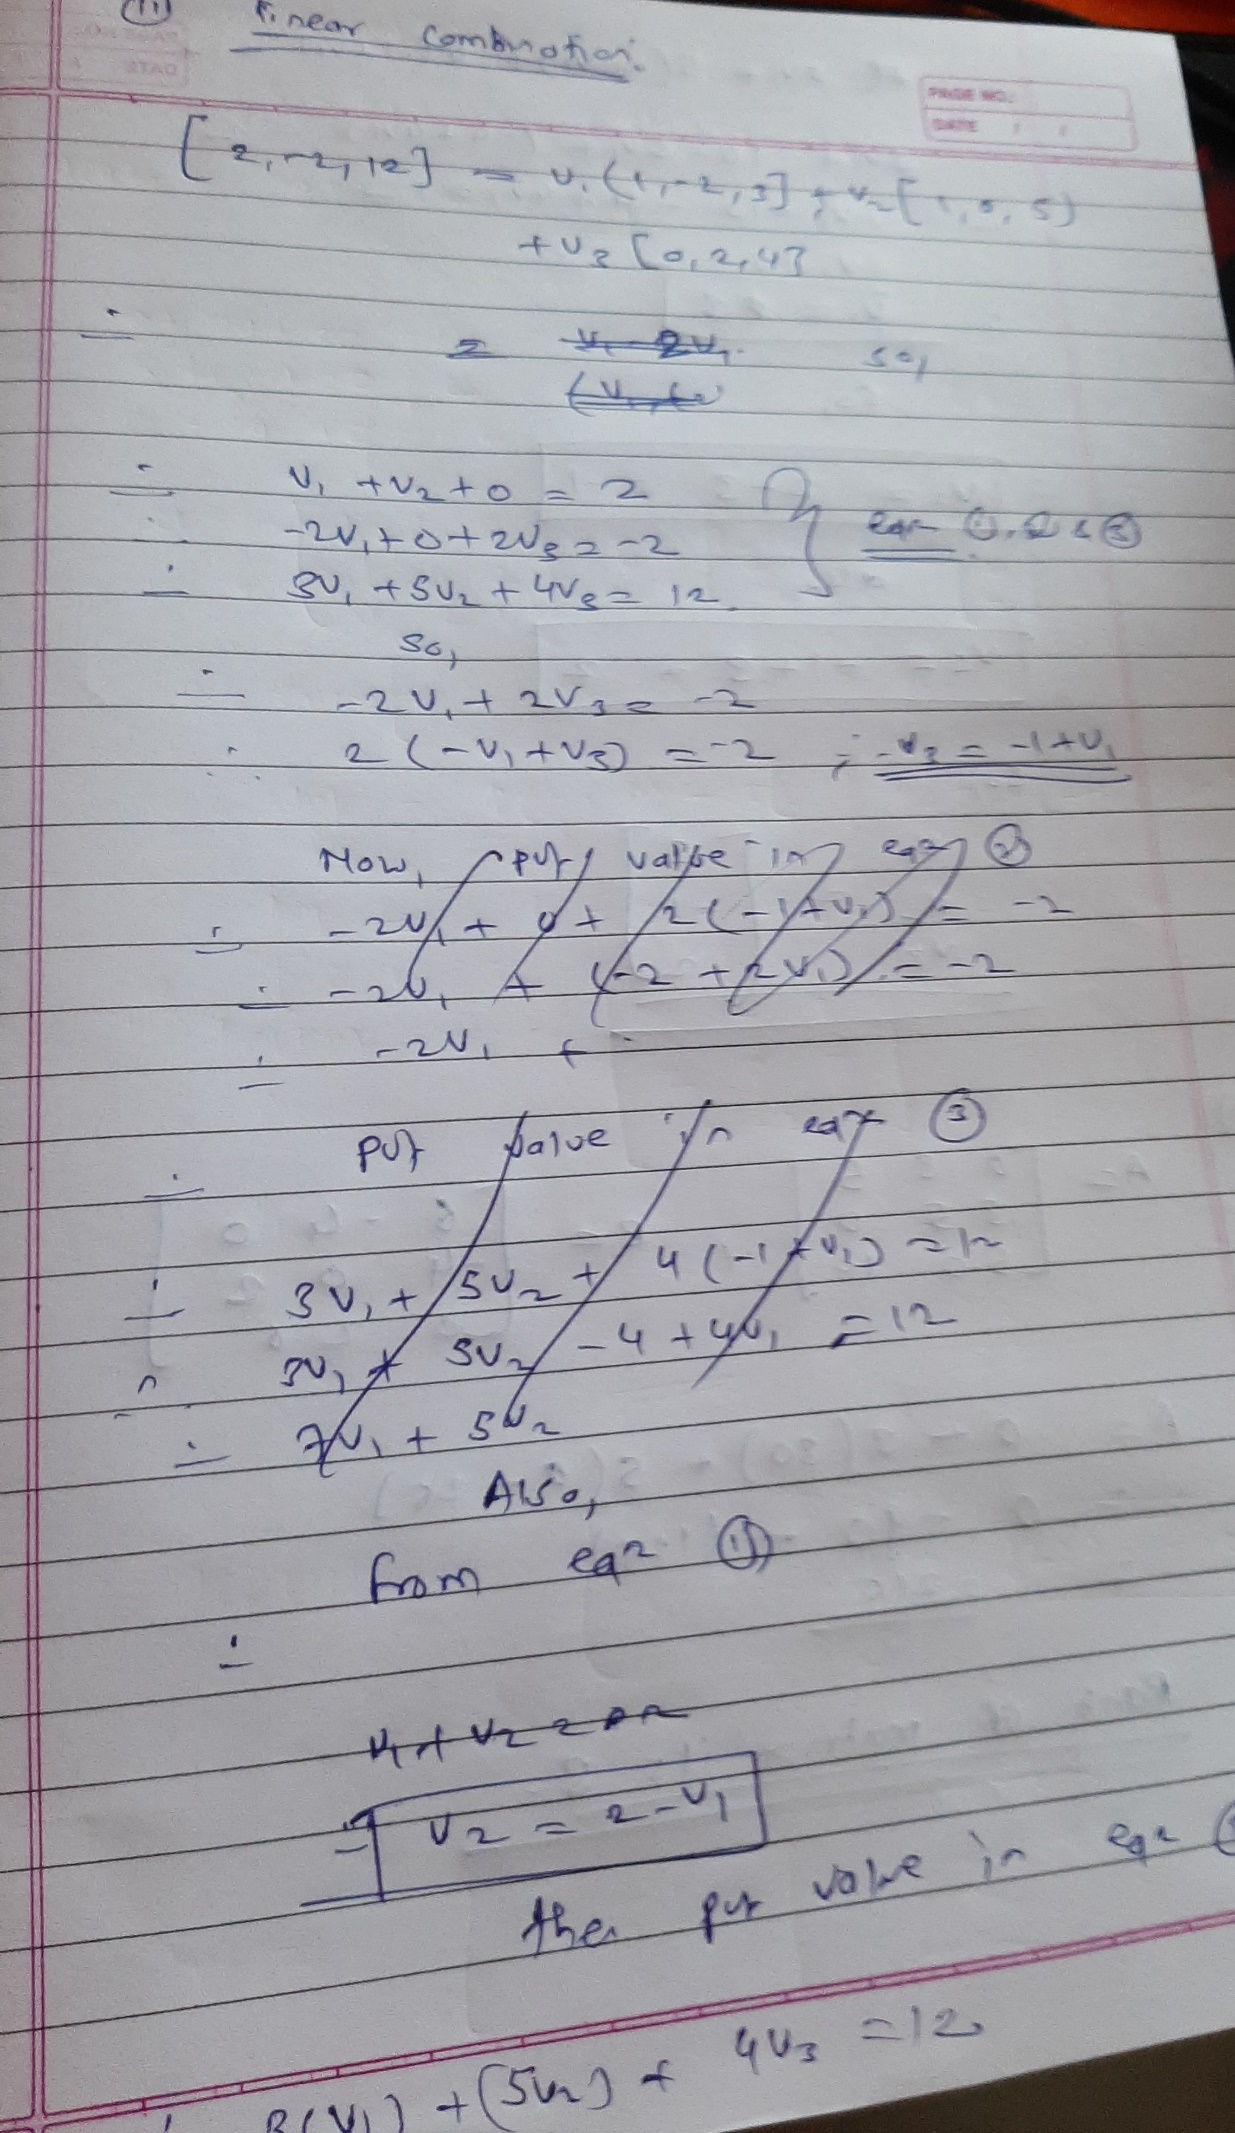 (11) Linear combination.
PAGE NO.:
DATE / /
[2, -2, 12] = v₁(1, -2, 3] + v₂[1, 0, 5)
+ v₃ [0, 2, 4]
∴ = so,
∴ v₁ + v₂ + 0 = 2
∴ -2v₁ + 0 + 2v₃ = -2 } eqn ①, ② & ③
∴ 3v₁ + 5v₂ + 4v₃ = 12
so,
∴ -2v₁ + 2v₃ = -2
∴ 2(-v₁ + v₃) = -2 ; v₃ = -1 + v₁
Now, put value in eqn ②
∴ -2v₁ + 0 + 2(-1 + v₁) = -2
∴ -2v₁ + (-2 + 2v₁) = -2
∴ -2v₁ +
∴ put value in eqn ③
∴ 3v₁ + 5v₂ + 4(-1 + v₁) = 12
∴ 3v₁ + 5v₂ - 4 + 4v₁ = 12
∴ 7v₁ + 5v₂
Also,
from eqn ①
∴
v₁ + v₂ =
∴ v₂ = 2 - v₁
then put value in eqn
∴ 3(v₁) + (5v₂) + 4v₃ = 12